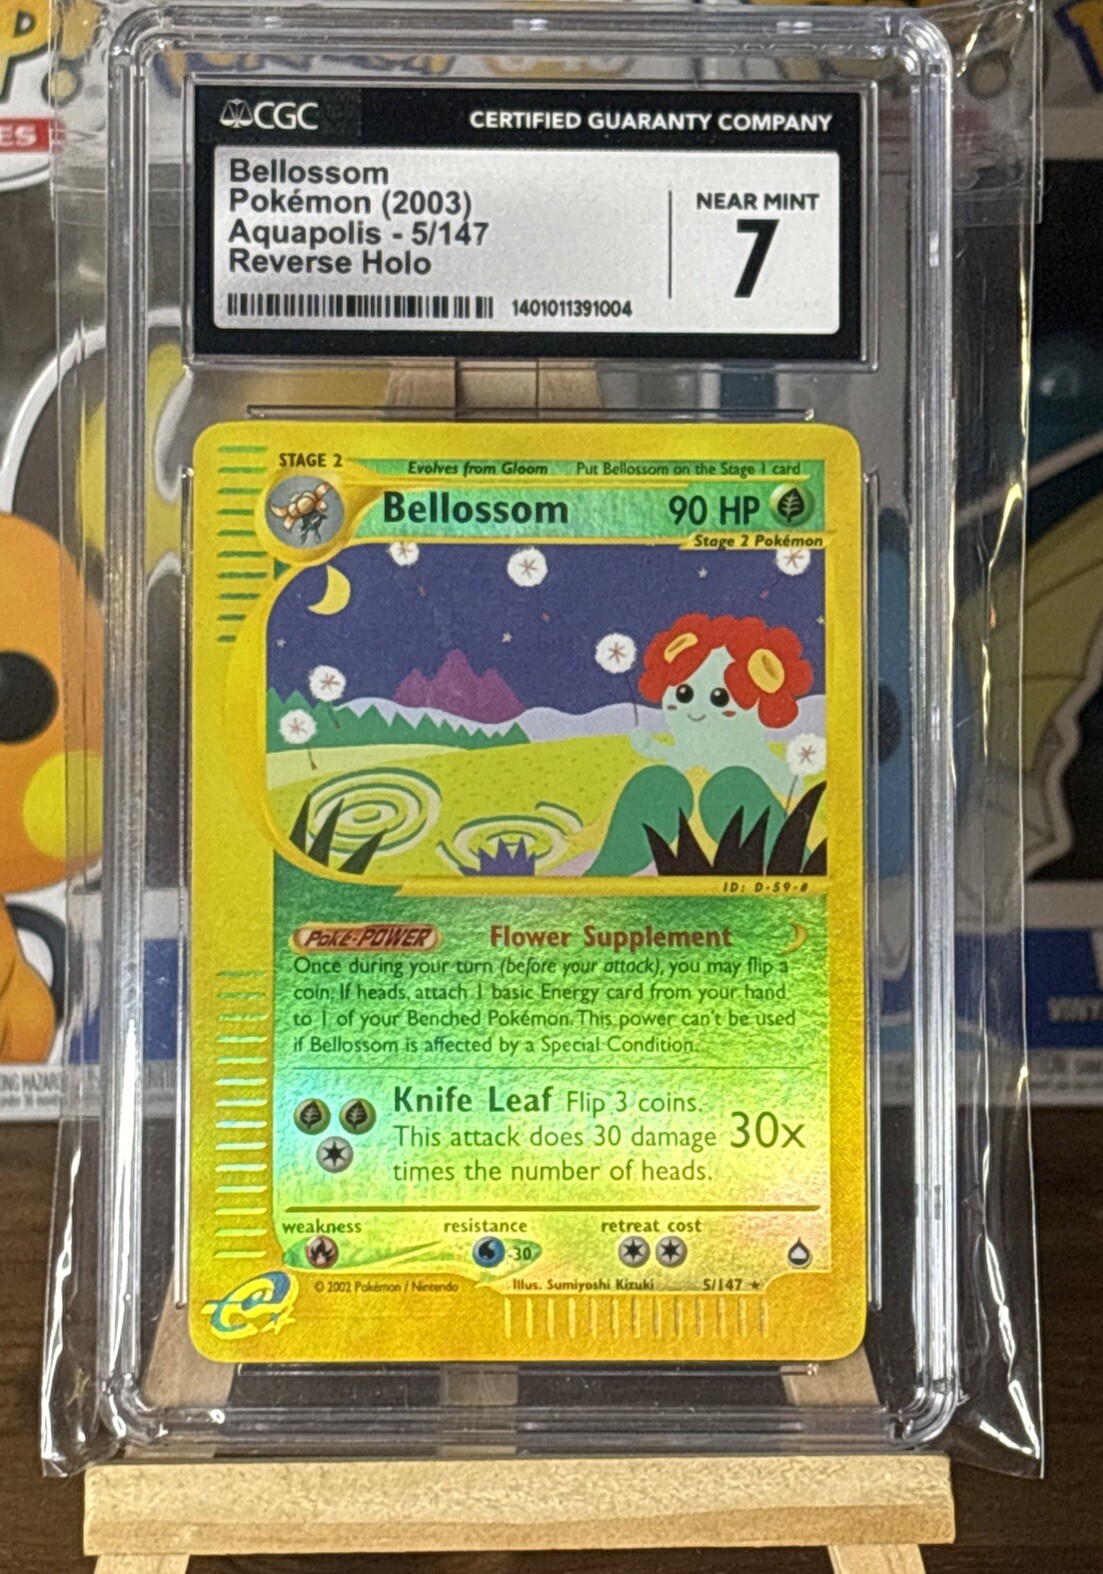 ES
CGC
CERTIFIED GUARANTY COMPANY
Bellossom
Pokémon (2003)
Aquapolis - 5/147
Reverse Holo
1401011391004
NEAR MINT
7
STAGE 2
Evolves from Gloom
Put Bellossom on the Stage 1 card
Bellossom
90 HP
Stage 2 Pokémon
ID: D-59-#
Poké-POWER
Flower Supplement
Once during your turn (before your attack), you may flip a
coin. If heads, attach 1 basic Energy card from your hand
to 1 of your Benched Pokémon. This power can't be used
if Bellossom is affected by a Special Condition.
Knife Leaf Flip 3 coins.
This attack does 30 damage
times the number of heads.
30x
weakness
resistance
retreat cost
-30
e
© 2002 Pokémon / Nintendo
Illus. Sumiyoshi Kizuki
5/147 ★